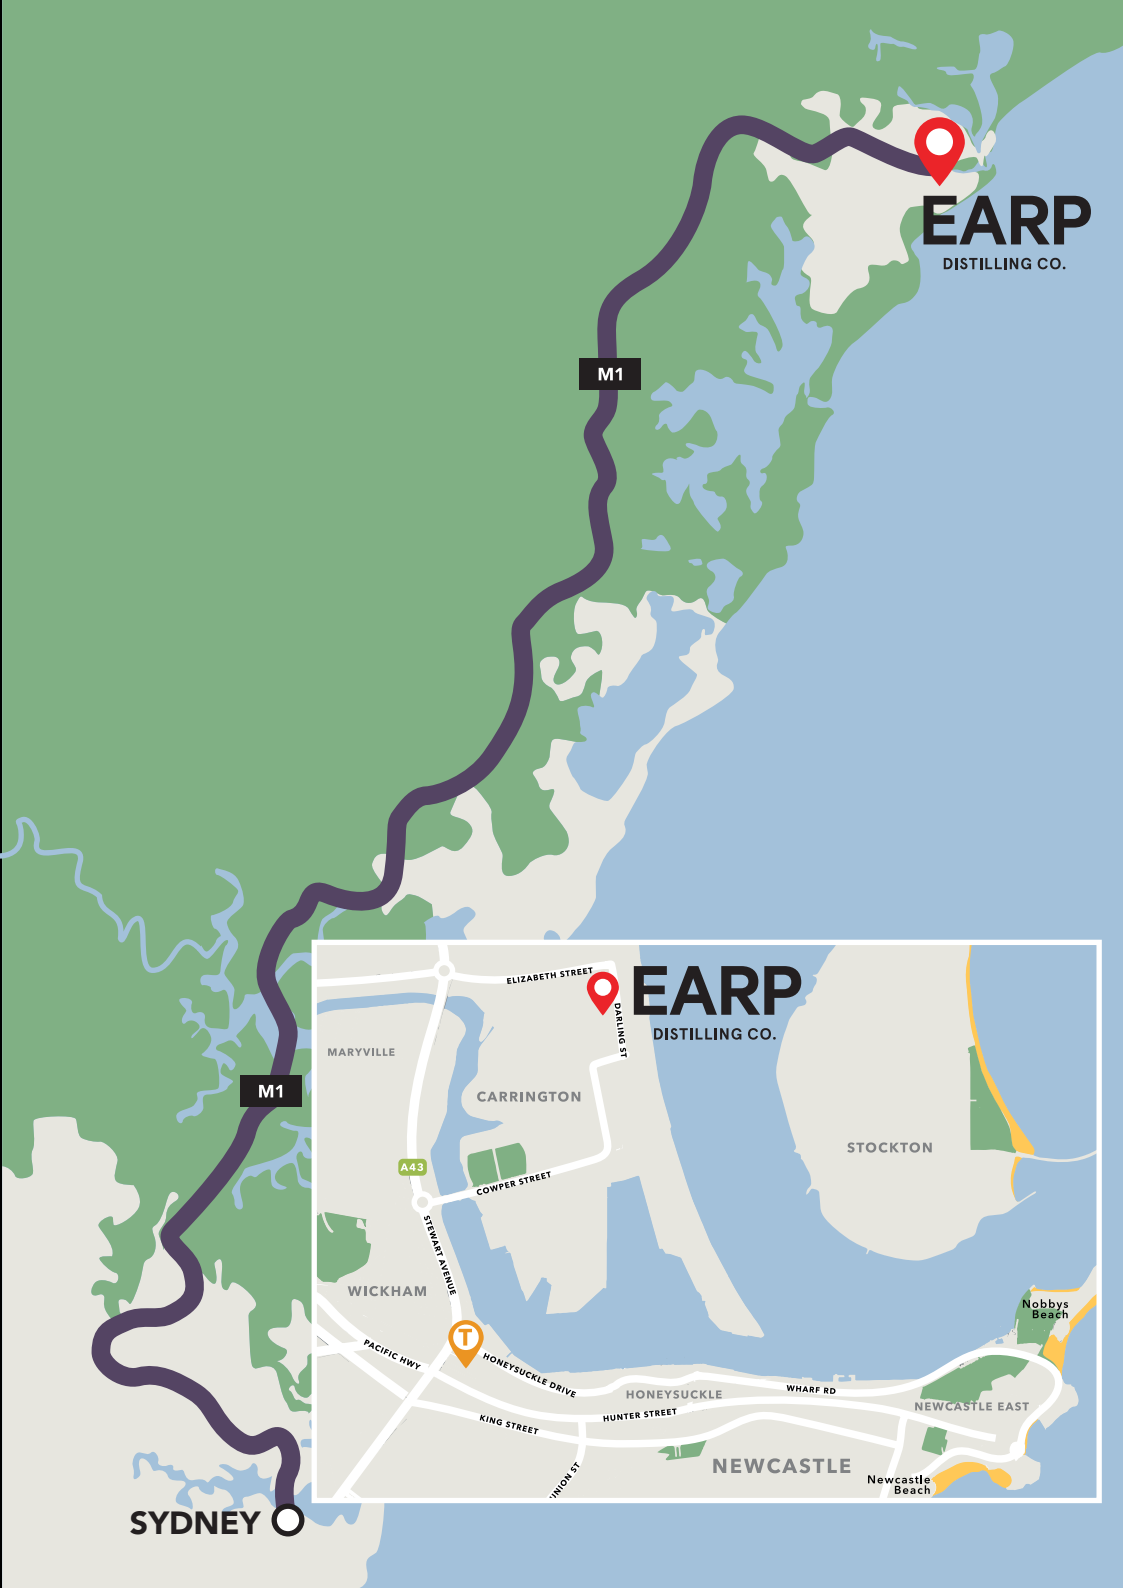 EARP
DISTILLING CO.
M1
M1
SYDNEY
ELIZABETH STREET
EARP
DISTILLING CO.
DARLING ST
MARYVILLE
CARRINGTON
STOCKTON
A43
COWPER STREET
STEWART AVENUE
WICKHAM
Nobbys
Beach
T
PACIFIC HWY
HONEYSUCKLE DRIVE
HONEYSUCKLE
WHARF RD
NEWCASTLE EAST
KING STREET
HUNTER STREET
NEWCASTLE
Newcastle
Beach
UNION ST